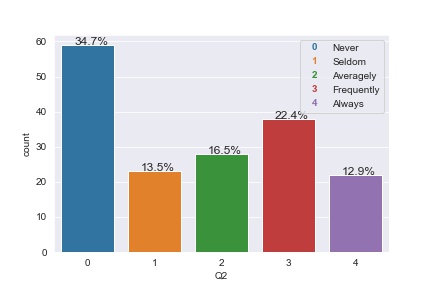 34.7%
13.5%
16.5%
22.4%
12.9%
0 Never
1 Seldom
2 Averagely
3 Frequently
4 Always
60
50
40
30
20
10
0
count
0 1 2 3 4
Q2